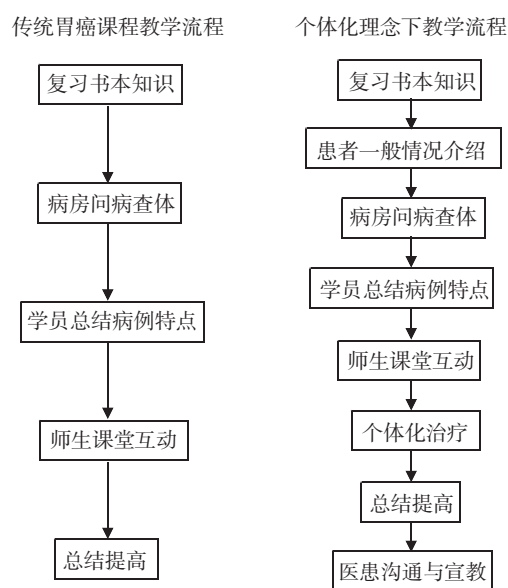 传统胃癌课程教学流程
复习书本知识
病房问病查体
学员总结病例特点
师生课堂互动
总结提高
个体化理念下教学流程
复习书本知识
患者一般情况介绍
病房问病查体
学员总结病例特点
师生课堂互动
个体化治疗
总结提高
医患沟通与宣教